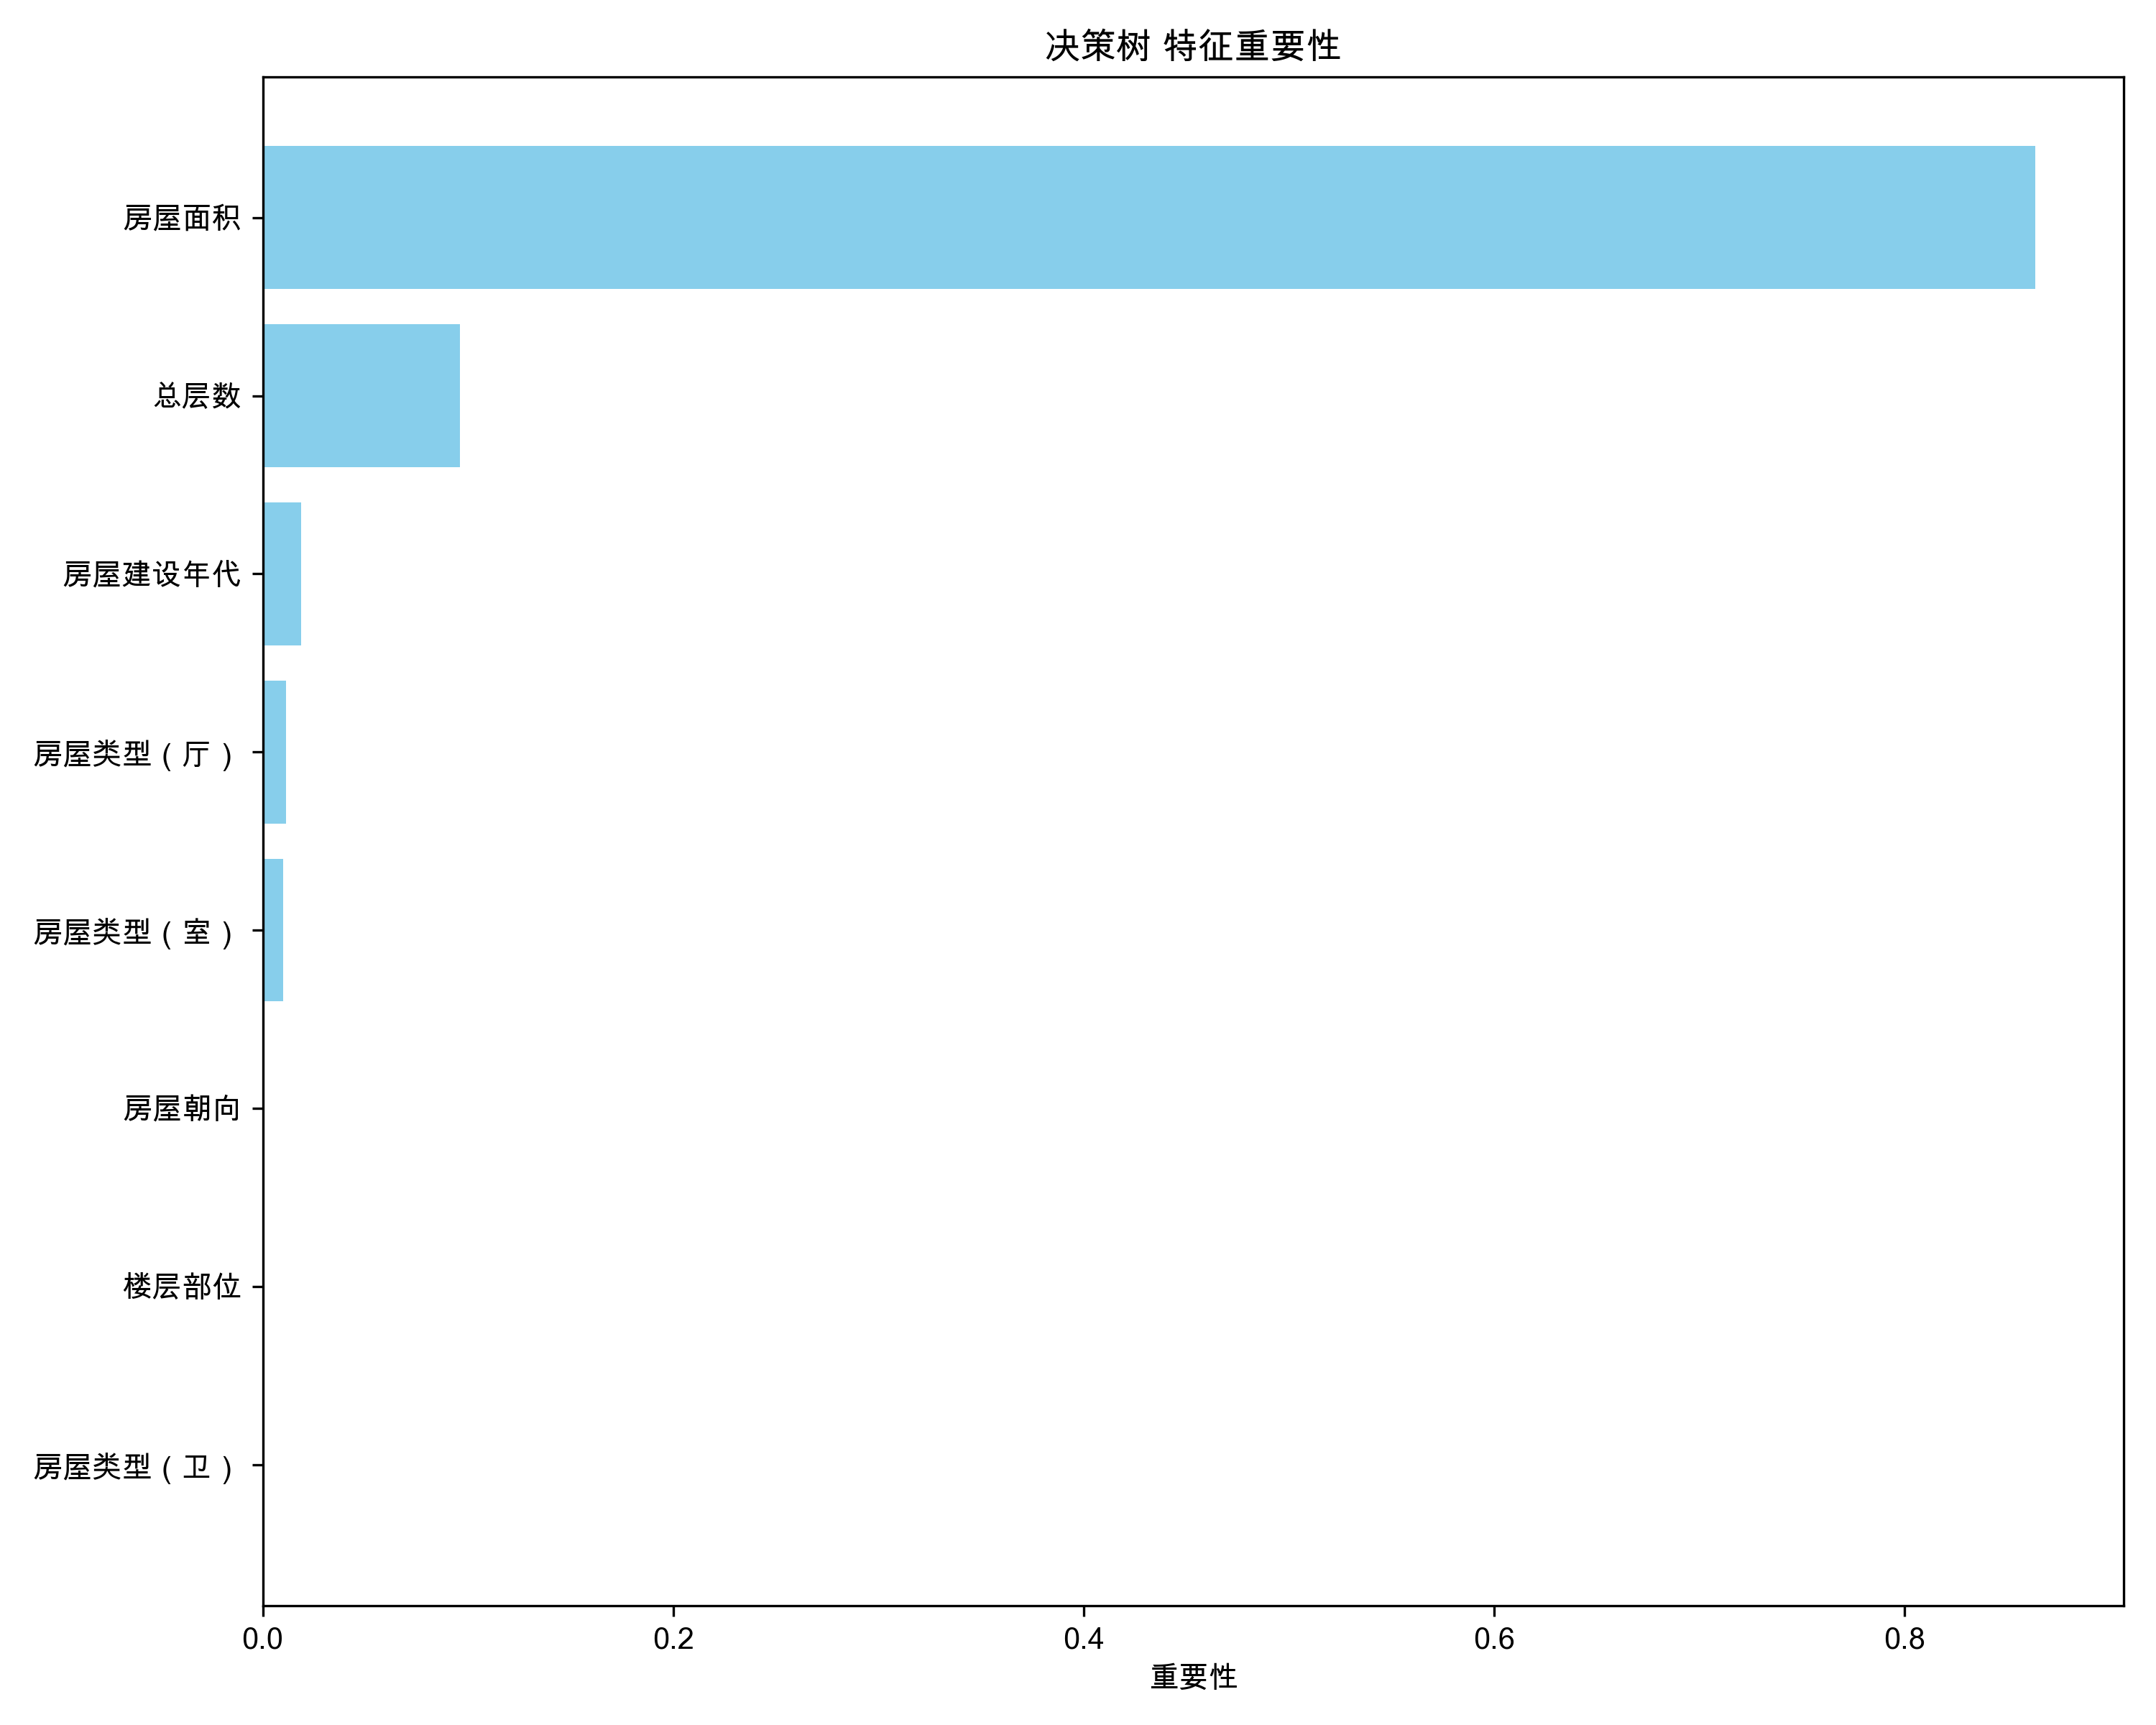 决策树 特征重要性
房屋面积
总层数
房屋建设年代
房屋类型（厅）
房屋类型（室）
房屋朝向
楼层部位
房屋类型（卫）
0.0 0.2 0.4 0.6 0.8
重要性